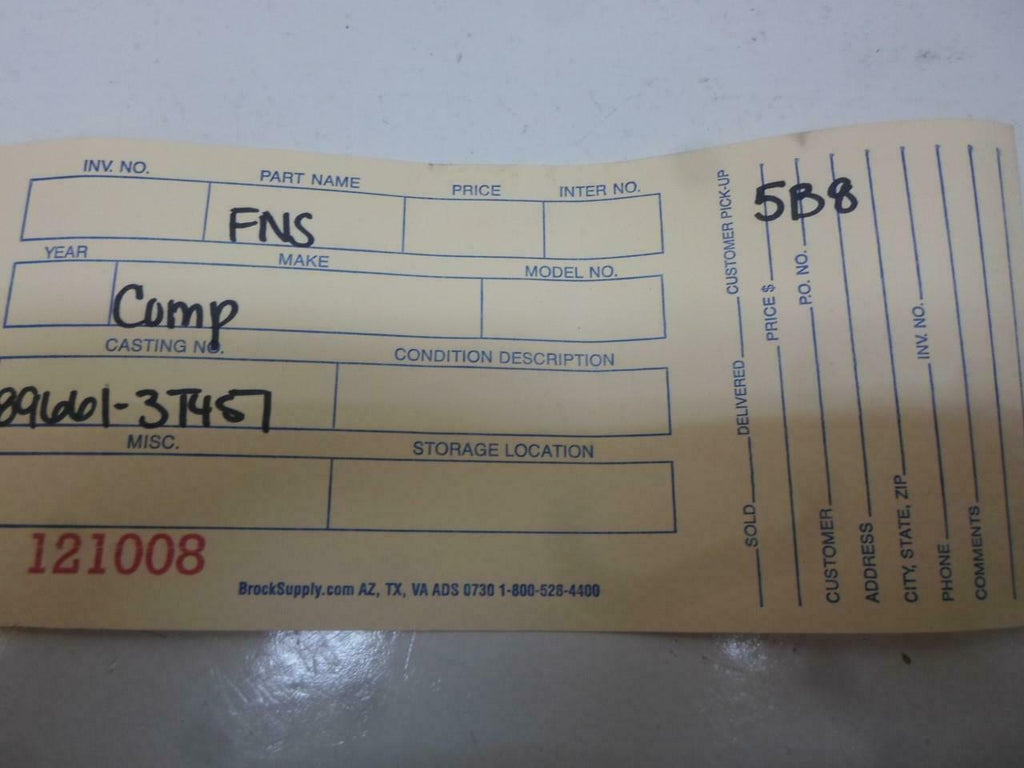 INV. NO. PART NAME PRICE INTER NO.
FNS
YEAR MAKE MODEL NO.
Comp
CASTING NO. CONDITION DESCRIPTION
89661-3T457
MISC. STORAGE LOCATION
121008
BrockSupply.com AZ, TX, VA ADS 0730 1-800-528-4400
5B8
SOLD DELIVERED CUSTOMER PICK-UP
PRICE $
P.O. NO.
CUSTOMER
ADDRESS
CITY, STATE, ZIP INV. NO.
PHONE
COMMENTS